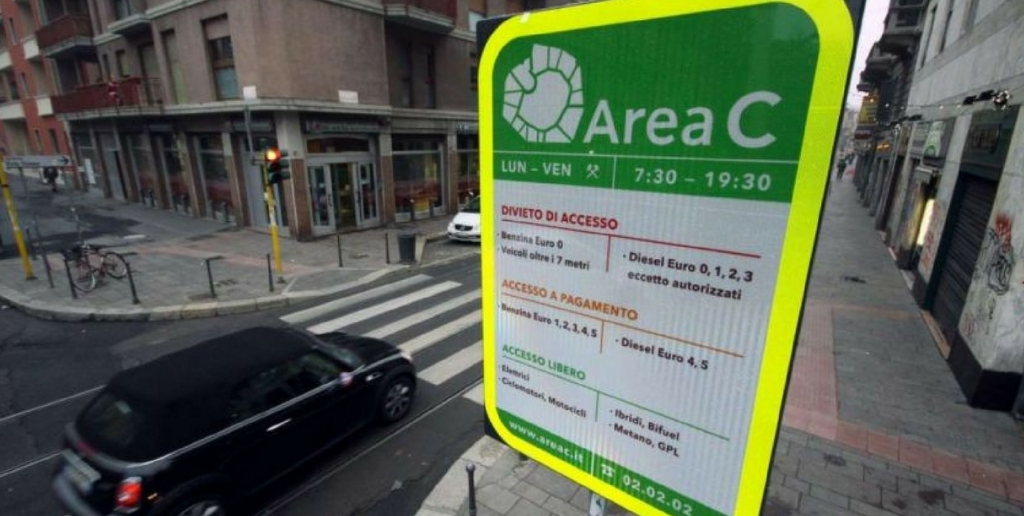 Area C
LUN – VEN ⚒ 7:30 – 19:30
DIVIETO DI ACCESSO
· Benzina Euro 0
· Veicoli oltre i 7 metri
· Diesel Euro 0, 1, 2, 3
eccetto autorizzati
ACCESSO A PAGAMENTO
· Benzina Euro 1, 2, 3, 4, 5
· Diesel Euro 4, 5
ACCESSO LIBERO
· Elettrici
· Ciclomotori, Motocicli
· Ibridi, Bifuel
· Metano, GPL
www.areac.it ☎ 02.02.02